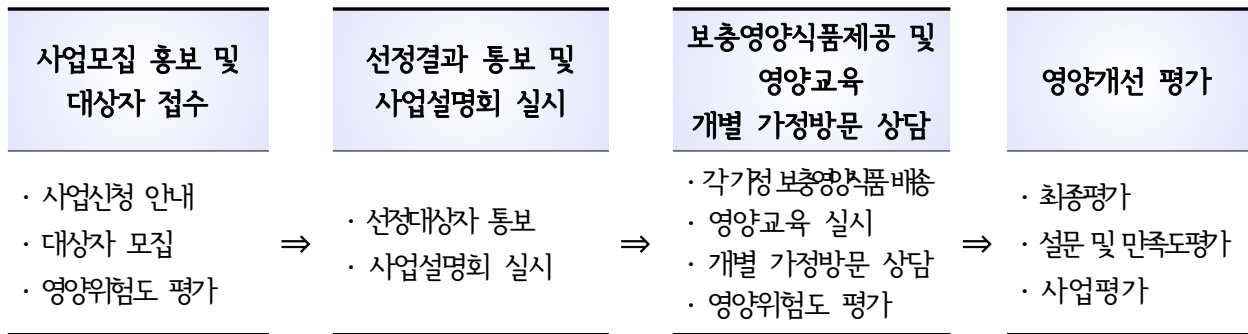 사업모집 홍보 및
대상자 접수
· 사업신청 안내
· 대상자 모집
· 영양위험도 평가
⇒
선정결과 통보 및
사업설명회 실시
· 선정대상자 통보
· 사업설명회 실시
⇒
보충영양식품제공 및
영양교육
개별 가정방문 상담
· 각가정 보충영양식품 배송
· 영양교육 실시
· 개별 가정방문 상담
· 영양위험도 평가
⇒
영양개선 평가
· 최종평가
· 설문 및 만족도평가
· 사업평가